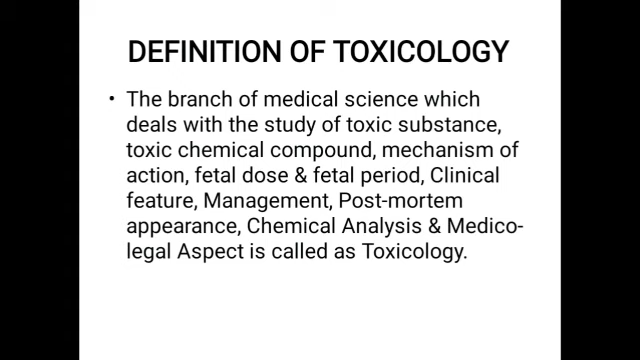 DEFINITION OF TOXICOLOGY
• The branch of medical science which
deals with the study of toxic substance,
toxic chemical compound, mechanism of
action, fetal dose & fetal period, Clinical
feature, Management, Post-mortem
appearance, Chemical Analysis & Medico-
legal Aspect is called as Toxicology.